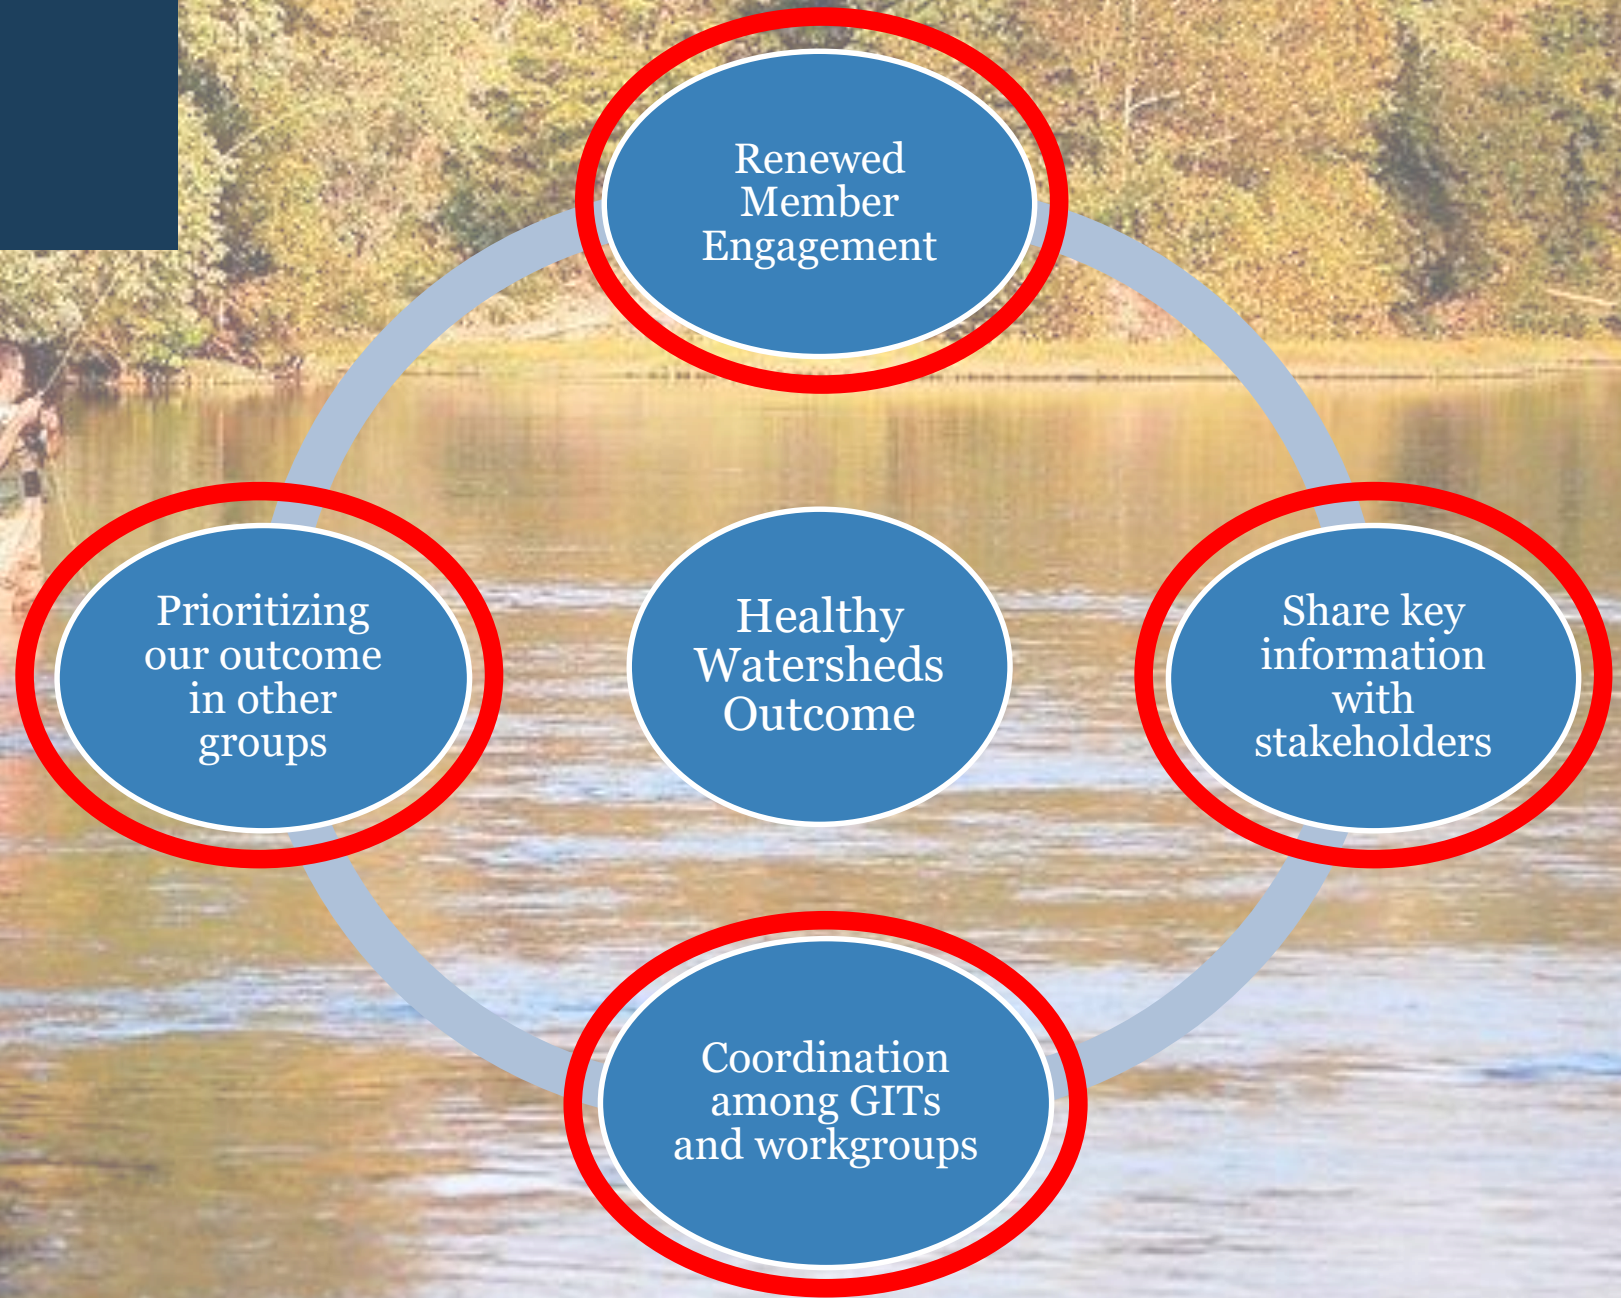 Renewed
Member
Engagement
Prioritizing
our outcome
in other
groups
Healthy
Watersheds
Outcome
Share key
information
with
stakeholders
Coordination
among GITs
and workgroups